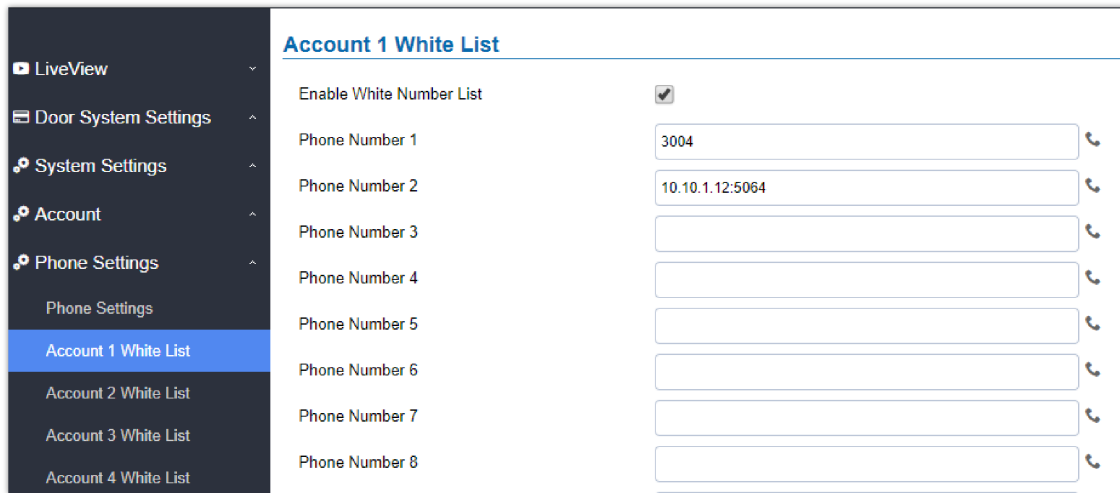 LiveView
Door System Settings
System Settings
Account
Phone Settings
Phone Settings
Account 1 White List
Account 2 White List
Account 3 White List
Account 4 White List
Account 1 White List
Enable White Number List
Phone Number 1 3004
Phone Number 2 10.10.1.12:5064
Phone Number 3
Phone Number 4
Phone Number 5
Phone Number 6
Phone Number 7
Phone Number 8